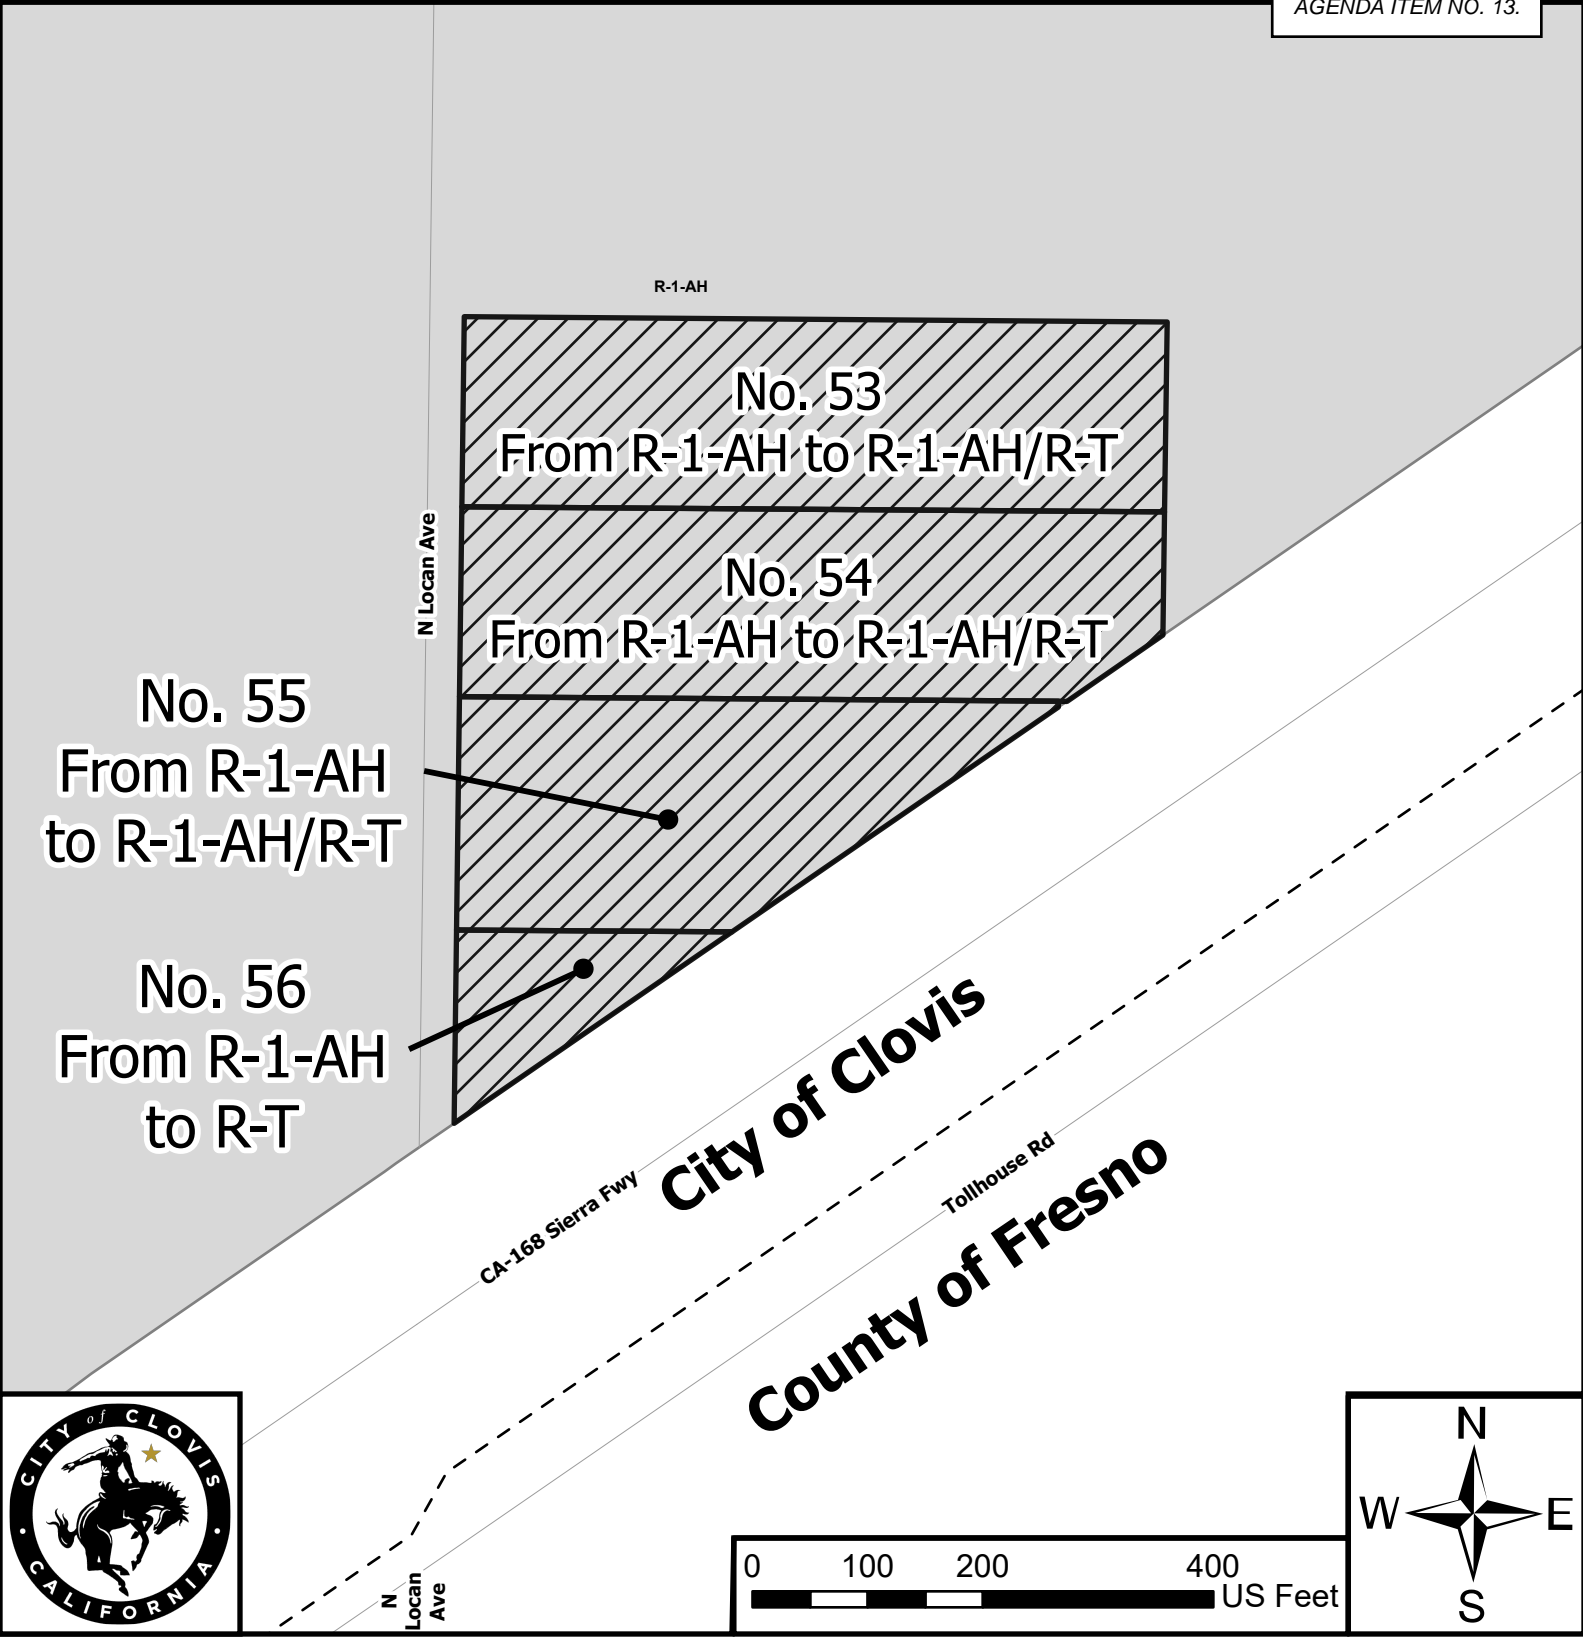 AGENDA ITEM NO. 13.
R-1-AH
No. 53
From R-1-AH to R-1-AH/R-T
N Locan Ave
No. 54
From R-1-AH to R-1-AH/R-T
No. 55
From R-1-AH
to R-1-AH/R-T
No. 56
From R-1-AH
to R-T
City of Clovis
CA-168 Sierra Fwy
Tollhouse Rd
County of Fresno
CITY of CLOVIS
CALIFORNIA
N
Locan
Ave
0 100 200 400
US Feet
N
W E
S